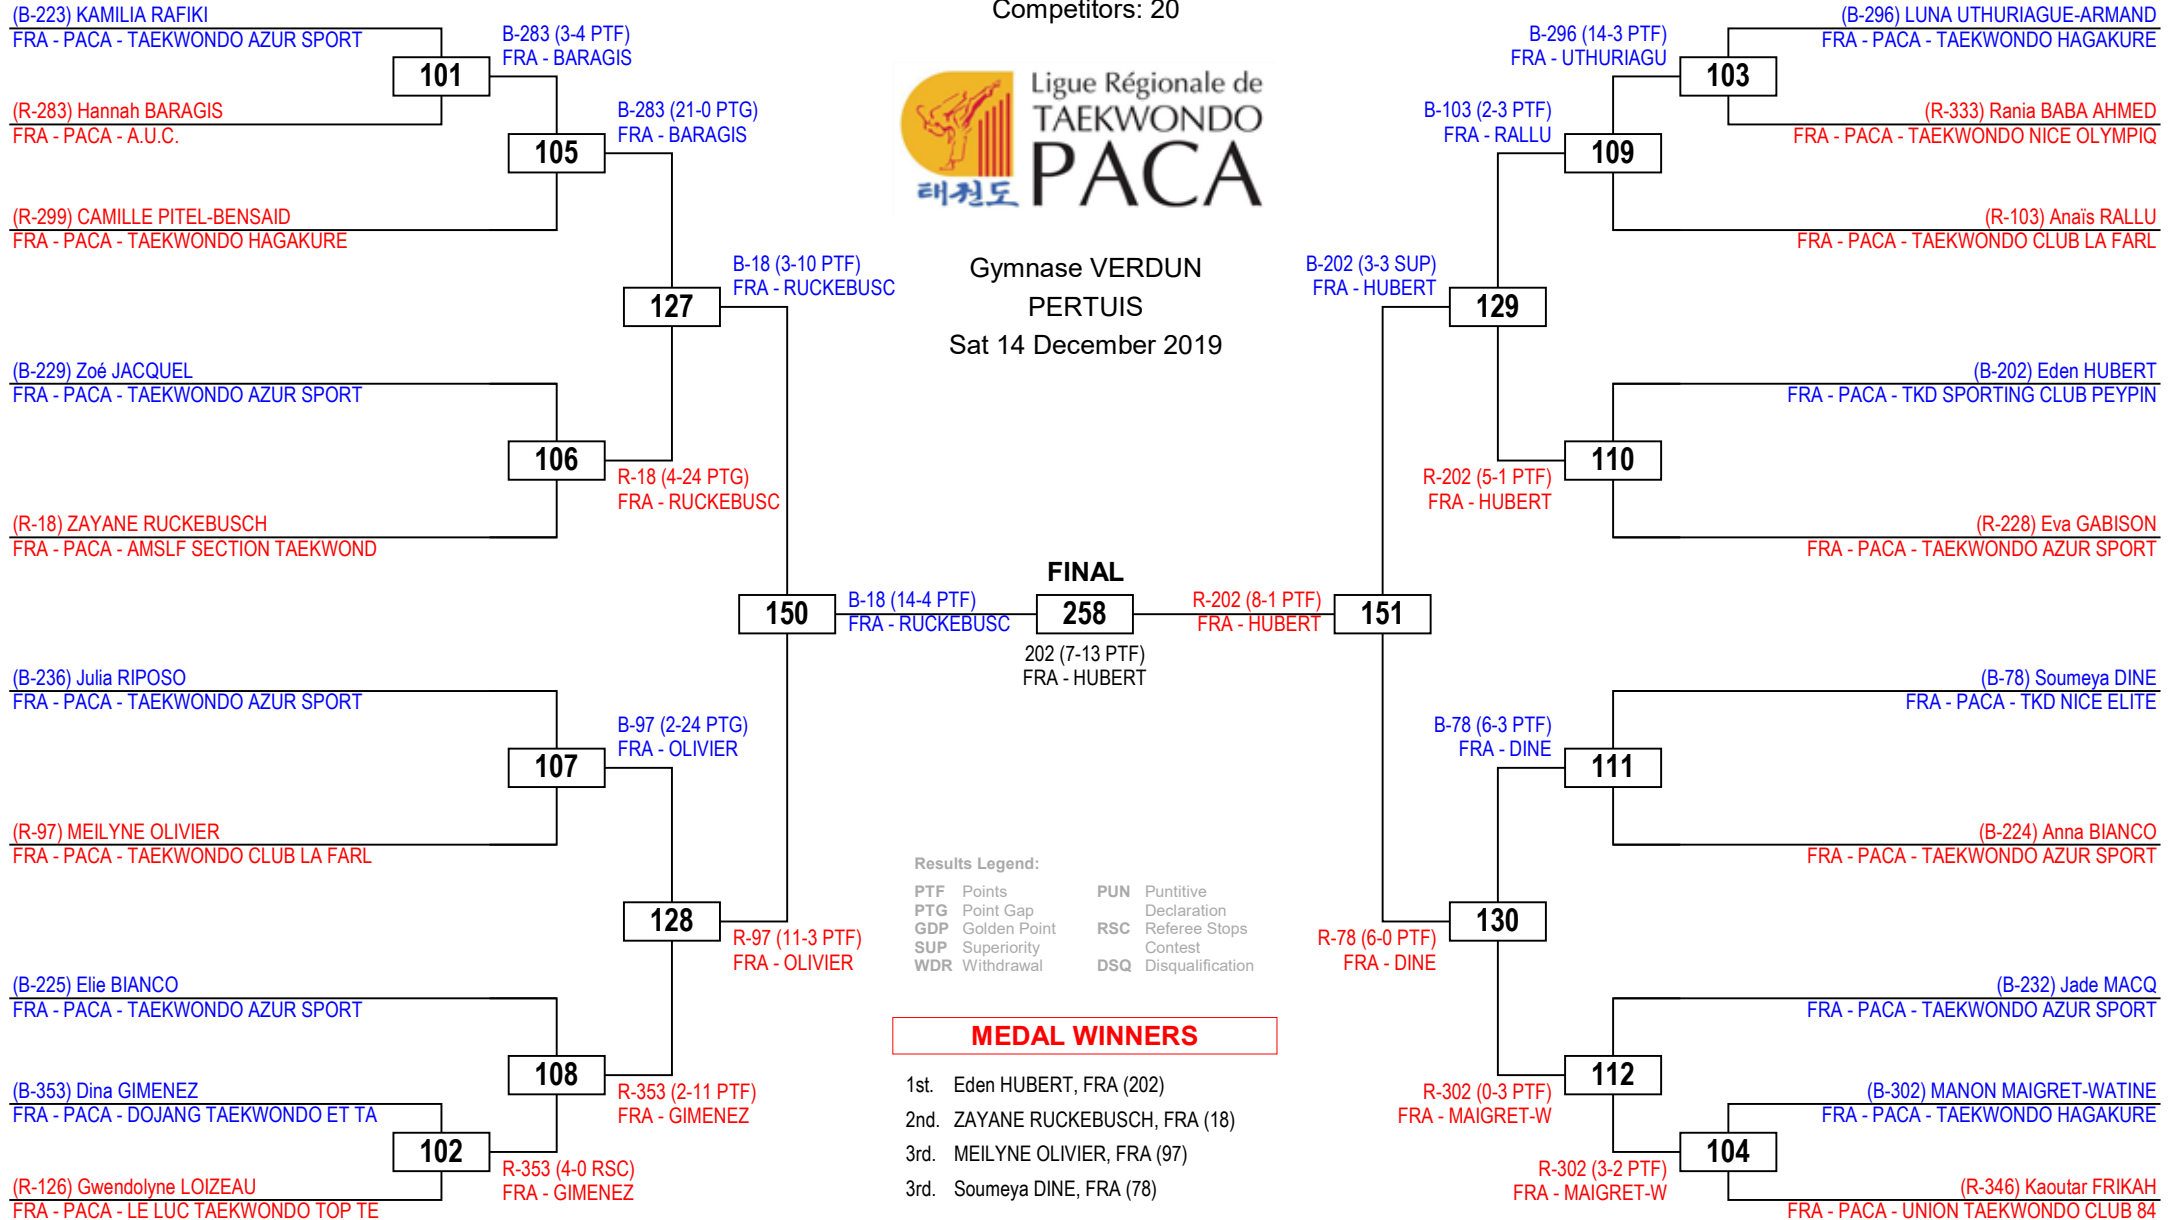 Competitors: 20
Ligue Régionale de
TAEKWONDO
PACA
태권도
Gymnase VERDUN
PERTUIS
Sat 14 December 2019
(B-223) KAMILIA RAFIKI
FRA - PACA - TAEKWONDO AZUR SPORT
101
(R-283) Hannah BARAGIS
FRA - PACA - A.U.C.
B-283 (3-4 PTF)
FRA - BARAGIS
105
(R-299) CAMILLE PITEL-BENSAID
FRA - PACA - TAEKWONDO HAGAKURE
B-283 (21-0 PTG)
FRA - BARAGIS
127
(B-229) Zoé JACQUEL
FRA - PACA - TAEKWONDO AZUR SPORT
106
(R-18) ZAYANE RUCKEBUSCH
FRA - PACA - AMSLF SECTION TAEKWOND
R-18 (4-24 PTG)
FRA - RUCKEBUSC
B-18 (3-10 PTF)
FRA - RUCKEBUSC
150
(B-236) Julia RIPOSO
FRA - PACA - TAEKWONDO AZUR SPORT
107
(R-97) MEILYNE OLIVIER
FRA - PACA - TAEKWONDO CLUB LA FARL
B-97 (2-24 PTG)
FRA - OLIVIER
128
R-97 (11-3 PTF)
FRA - OLIVIER
(B-225) Elie BIANCO
FRA - PACA - TAEKWONDO AZUR SPORT
108
R-353 (2-11 PTF)
FRA - GIMENEZ
(B-353) Dina GIMENEZ
FRA - PACA - DOJANG TAEKWONDO ET TA
102
(R-126) Gwendolyne LOIZEAU
FRA - PACA - LE LUC TAEKWONDO TOP TE
R-353 (4-0 RSC)
FRA - GIMENEZ
B-18 (14-4 PTF)
FRA - RUCKEBUSC
FINAL
258
202 (7-13 PTF)
FRA - HUBERT
R-202 (8-1 PTF)
FRA - HUBERT
151
(B-296) LUNA UTHURIAGUE-ARMAND
FRA - PACA - TAEKWONDO HAGAKURE
103
(R-333) Rania BABA AHMED
FRA - PACA - TAEKWONDO NICE OLYMPIQ
B-296 (14-3 PTF)
FRA - UTHURIAGU
109
(R-103) Anaïs RALLU
FRA - PACA - TAEKWONDO CLUB LA FARL
B-103 (2-3 PTF)
FRA - RALLU
129
B-202 (3-3 SUP)
FRA - HUBERT
(B-202) Eden HUBERT
FRA - PACA - TKD SPORTING CLUB PEYPIN
110
(R-228) Eva GABISON
FRA - PACA - TAEKWONDO AZUR SPORT
R-202 (5-1 PTF)
FRA - HUBERT
(B-78) Soumeya DINE
FRA - PACA - TKD NICE ELITE
111
(B-224) Anna BIANCO
FRA - PACA - TAEKWONDO AZUR SPORT
B-78 (6-3 PTF)
FRA - DINE
130
R-78 (6-0 PTF)
FRA - DINE
(B-232) Jade MACQ
FRA - PACA - TAEKWONDO AZUR SPORT
112
R-302 (0-3 PTF)
FRA - MAIGRET-W
(B-302) MANON MAIGRET-WATINE
FRA - PACA - TAEKWONDO HAGAKURE
104
(R-346) Kaoutar FRIKAH
FRA - PACA - UNION TAEKWONDO CLUB 84
R-302 (3-2 PTF)
FRA - MAIGRET-W
Results Legend:
PTF Points
PTG Point Gap
GDP Golden Point
SUP Superiority
WDR Withdrawal
PUN Puntitive
Declaration
RSC Referee Stops
Contest
DSQ Disqualification
MEDAL WINNERS
1st. Eden HUBERT, FRA (202)
2nd. ZAYANE RUCKEBUSCH, FRA (18)
3rd. MEILYNE OLIVIER, FRA (97)
3rd. Soumeya DINE, FRA (78)